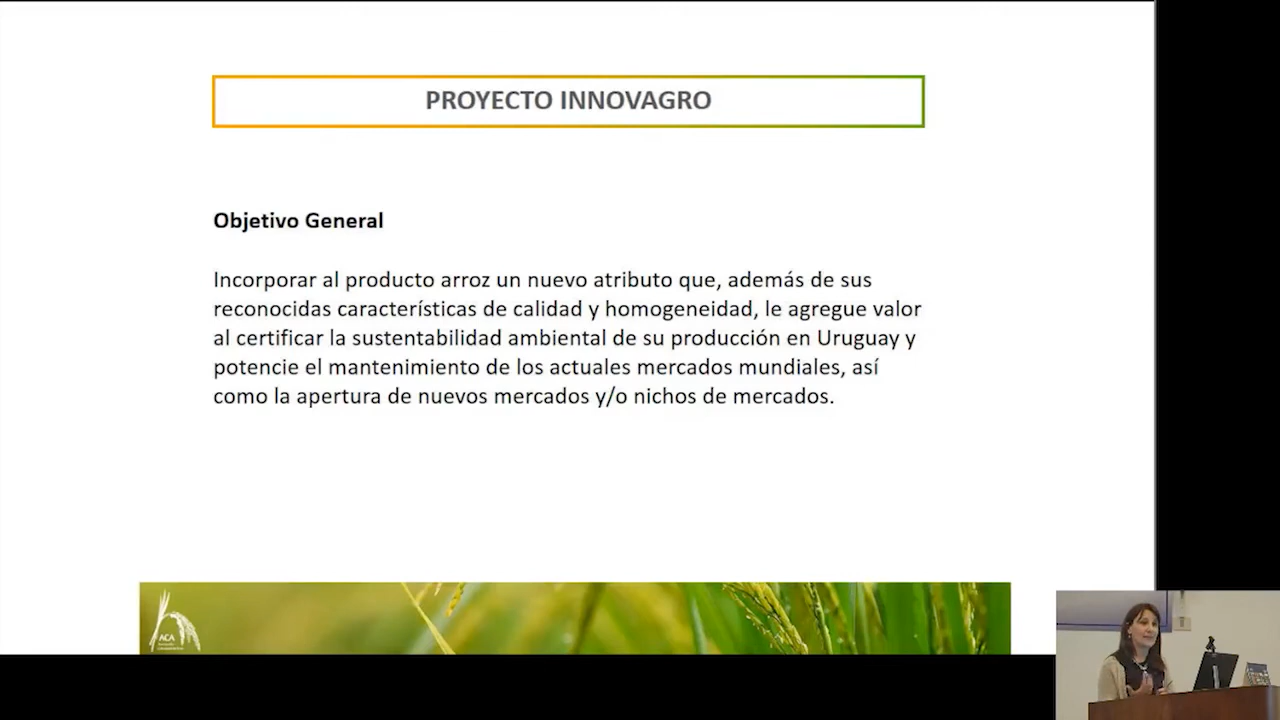 PROYECTO INNOVAGRO
Objetivo General
Incorporar al producto arroz un nuevo atributo que, además de sus
reconocidas características de calidad y homogeneidad, le agregue valor
al certificar la sustentabilidad ambiental de su producción en Uruguay y
potencie el mantenimiento de los actuales mercados mundiales, así
como la apertura de nuevos mercados y/o nichos de mercados.
ACA